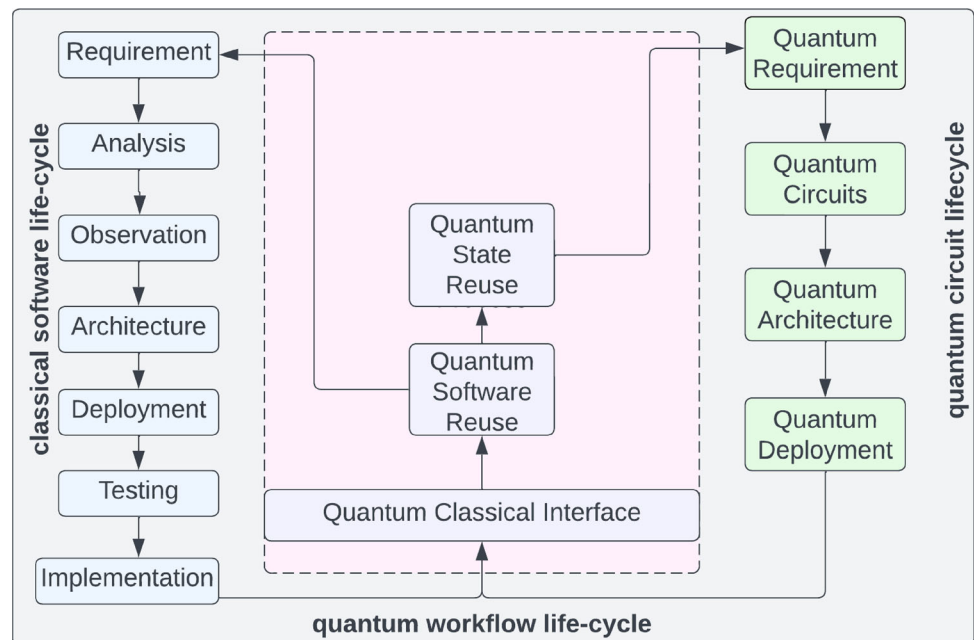 classical software life-cycle
Requirement
Analysis
Observation
Architecture
Deployment
Testing
Implementation
Quantum
State
Reuse
Quantum
Software
Reuse
Quantum Classical Interface
Quantum
Requirement
Quantum
Circuits
Quantum
Architecture
Quantum
Deployment
quantum circuit lifecycle
quantum workflow life-cycle